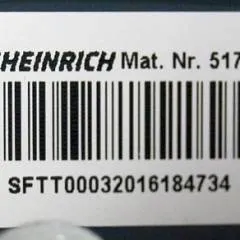 HEINRICH Mat. Nr. 517
SFTT00032016184734